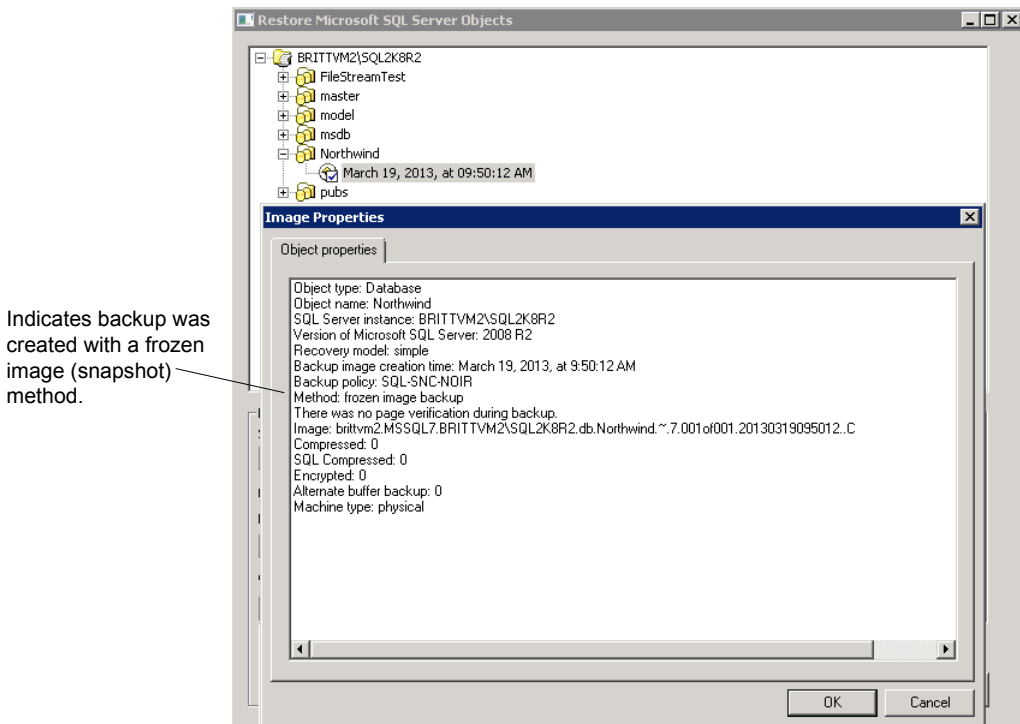 Restore Microsoft SQL Server Objects
BRITTVM2\SQL2K8R2
FileStreamTest
master
model
msdb
Northwind
March 19, 2013, at 09:50:12 AM
pubs
Image Properties
Object properties
Object type: Database
Object name: Northwind
SQL Server instance: BRITTVM2\SQL2K8R2
Version of Microsoft SQL Server: 2008 R2
Recovery model: simple
Backup image creation time: March 19, 2013, at 9:50:12 AM
Backup policy: SQL-SNC-NOIR
Method: frozen image backup
There was no page verification during backup.
Image: brittvm2.MSSQL7.BRITTVM2\SQL2K8R2.db.Northwind.~.7.001of001.20130319095012..C
Compressed: 0
SQL Compressed: 0
Encrypted: 0
Alternate buffer backup: 0
Machine type: physical
OK
Cancel
Indicates backup was
created with a frozen
image (snapshot)
method.